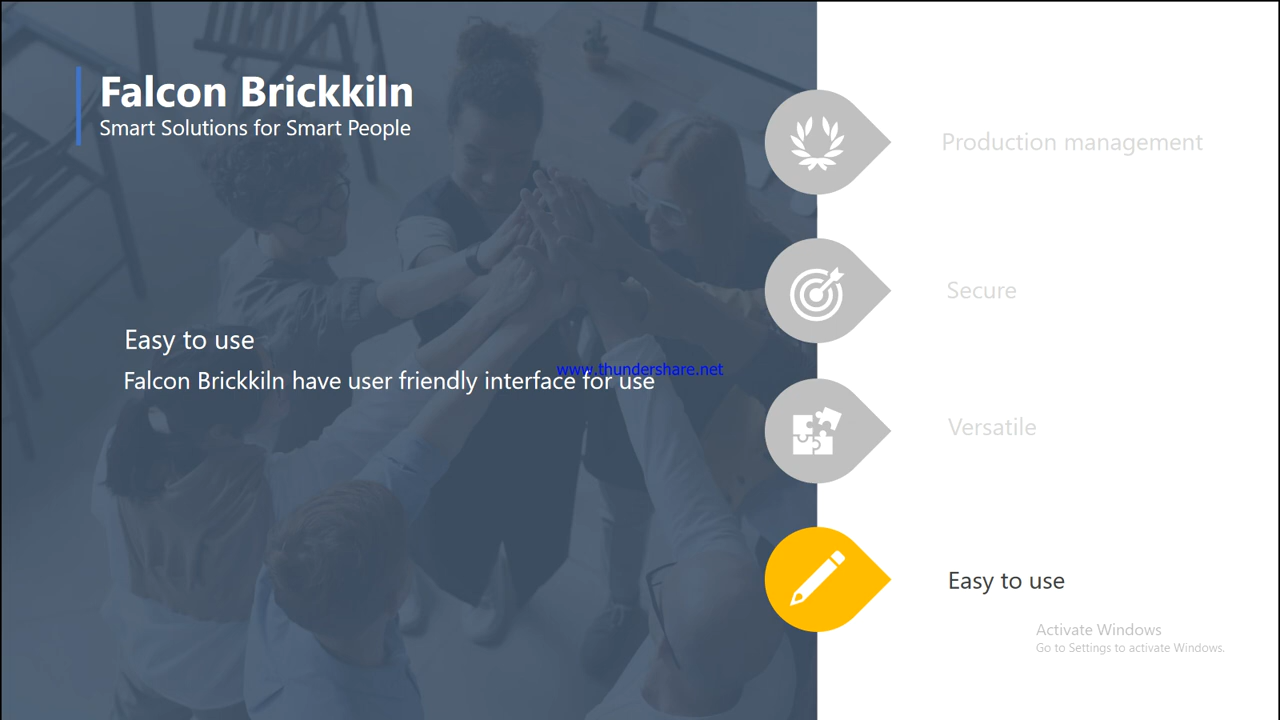 Falcon Brickkiln
Smart Solutions for Smart People
Production management
Secure
Easy to use
www.thundershare.net
Falcon Brickkiln have user friendly interface for use
Versatile
Easy to use
Activate Windows
Go to Settings to activate Windows.